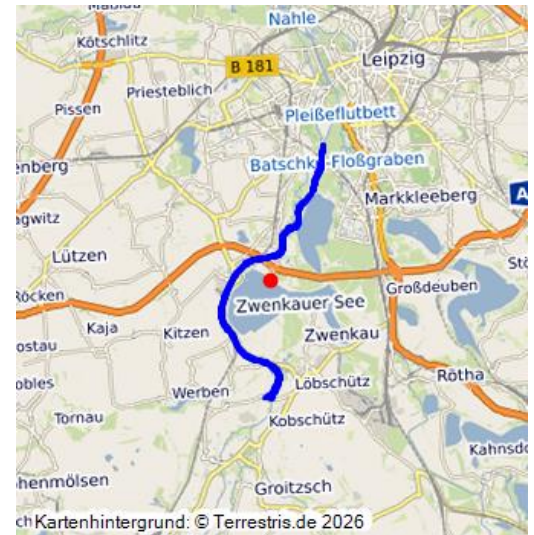 Nahle
Kötschlitz
Leipzig
B 181
Priesteblich
Pissen
Pleißeflutbett
Batschke-Floßgraben
Markkleeberg
A
Lützen
Großdeuben
Röcken
Zwenkauer See
Kaja
Kitzen
Zwenkau
Rötha
Werben
Löbschütz
Tornau
Kobschütz
Groitzsch
Kartenhintergrund: © Terrestris.de 2026